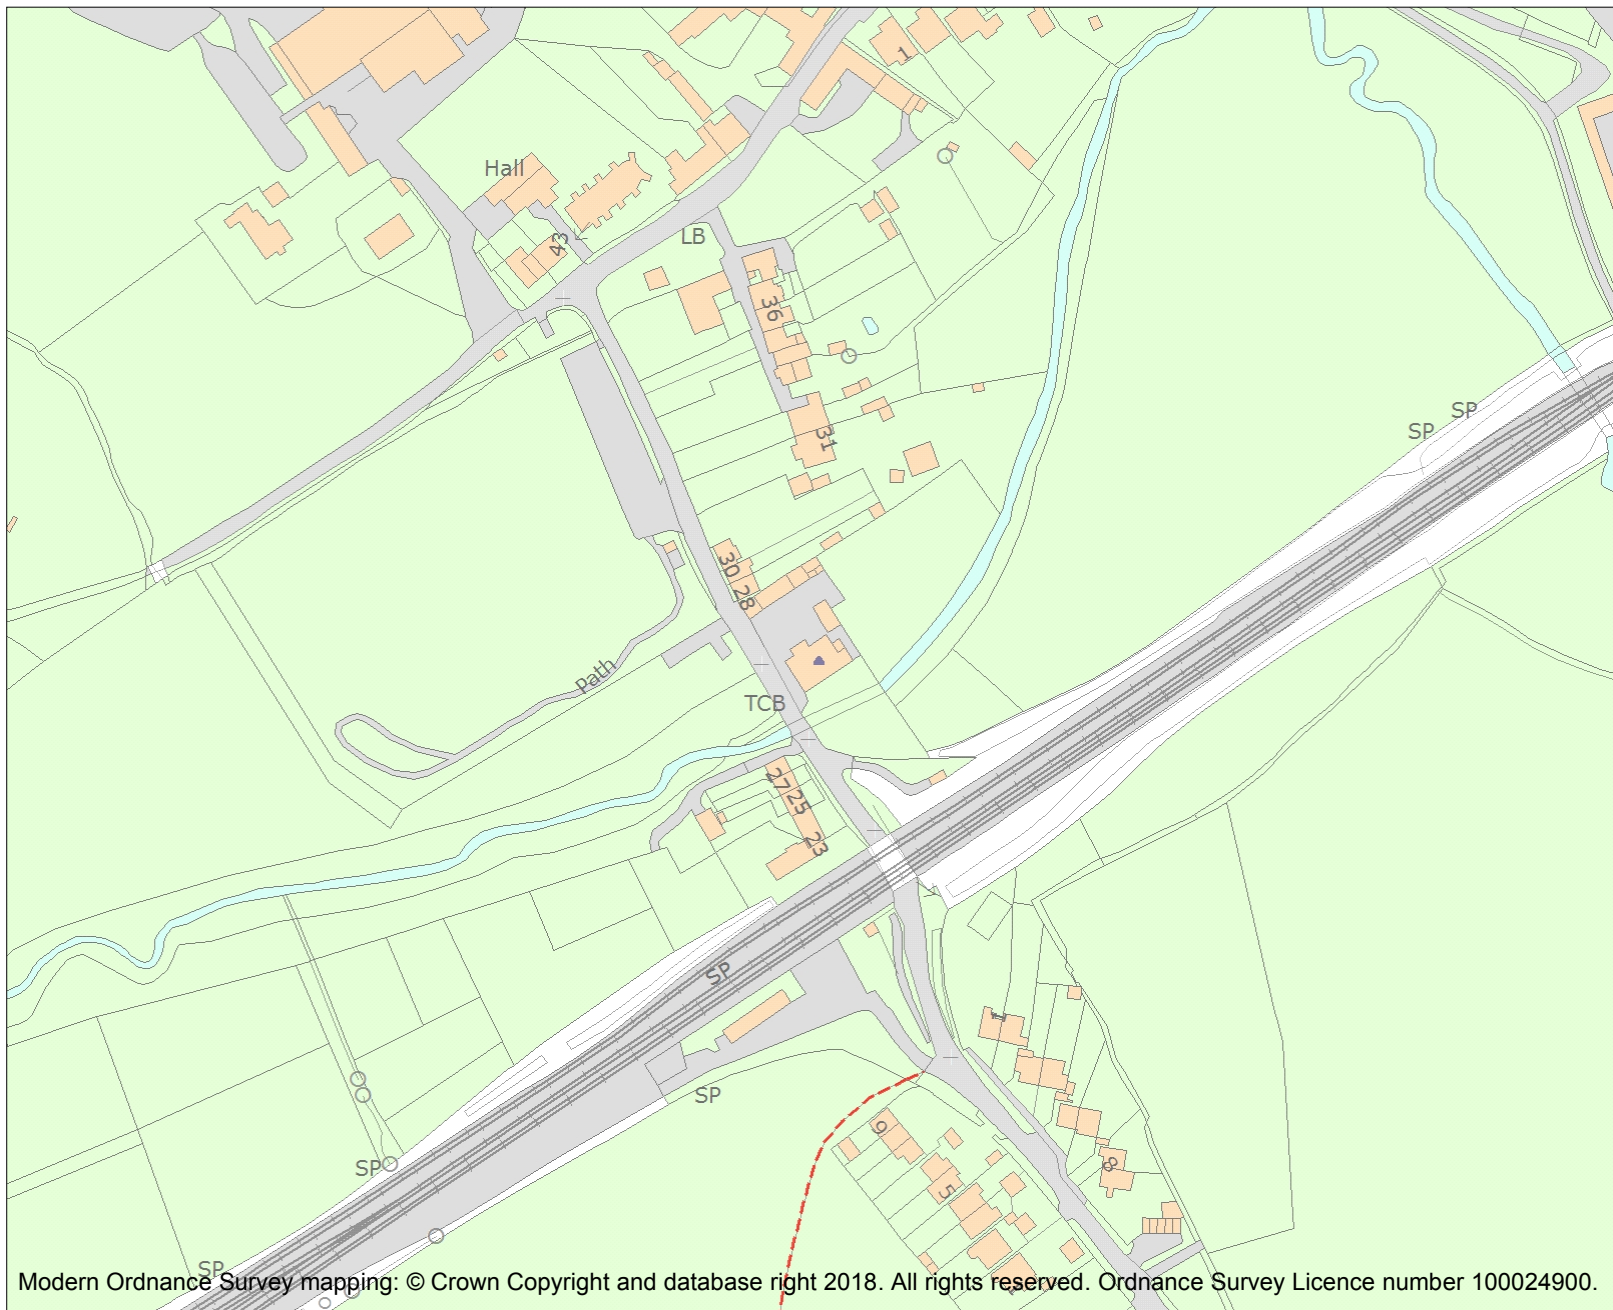 1
Hall
43
LB
36
SP
SP
31
30
28
Path
TCB
27
25
23
SP
1
SP
9
8
SP
5
SP
Modern Ordnance Survey mapping: © Crown Copyright and database right 2018. All rights reserved. Ordnance Survey Licence number 100024900.